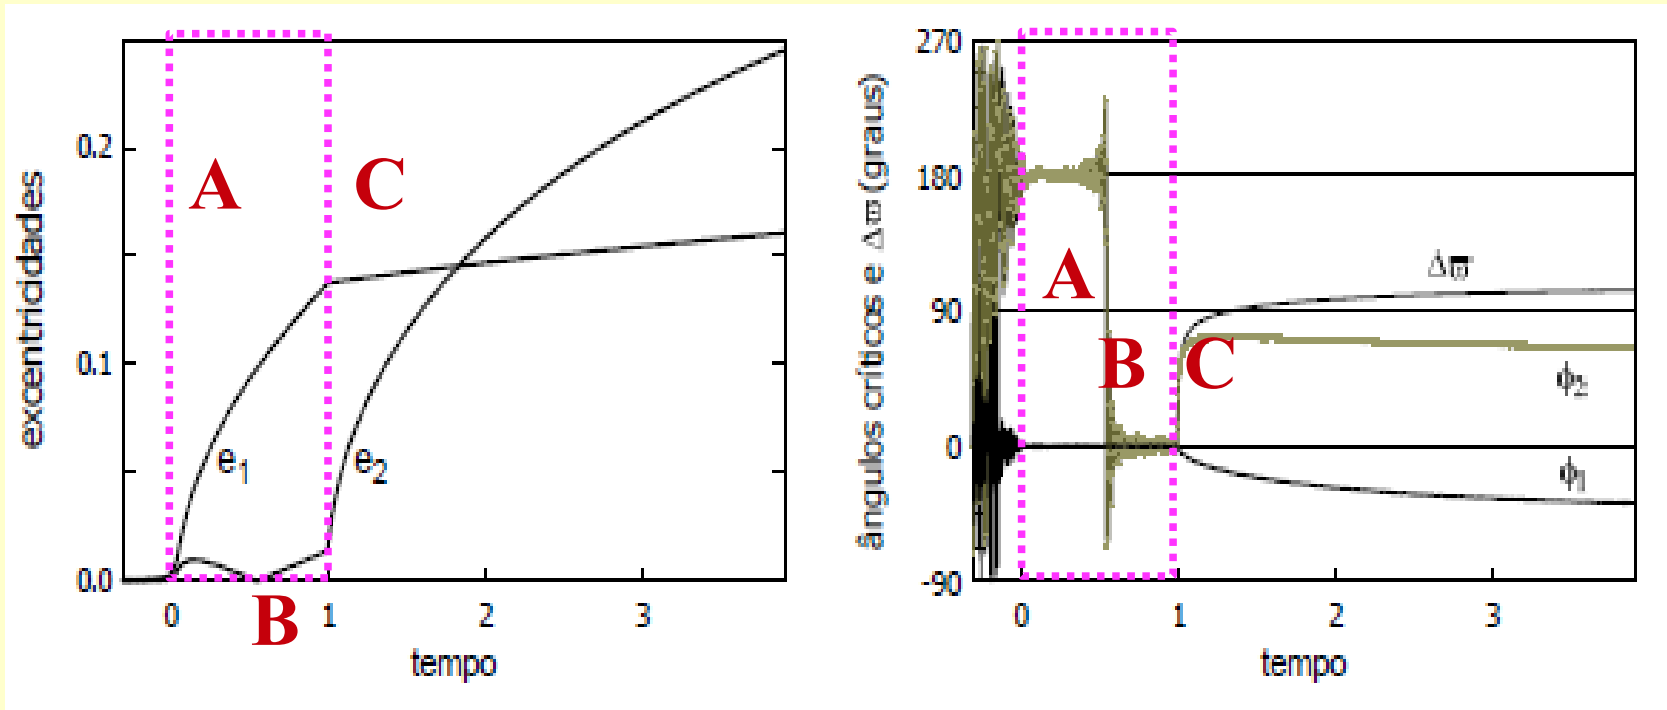 excentricidades
0.2
0.1
0.0
A
C
B
e1
e2
0
1
2
3
tempo
ângulos críticos e Δϖ (graus)
270
180
90
0
-90
A
B
C
Δϖ
ϕ2
ϕ1
0
1
2
3
tempo